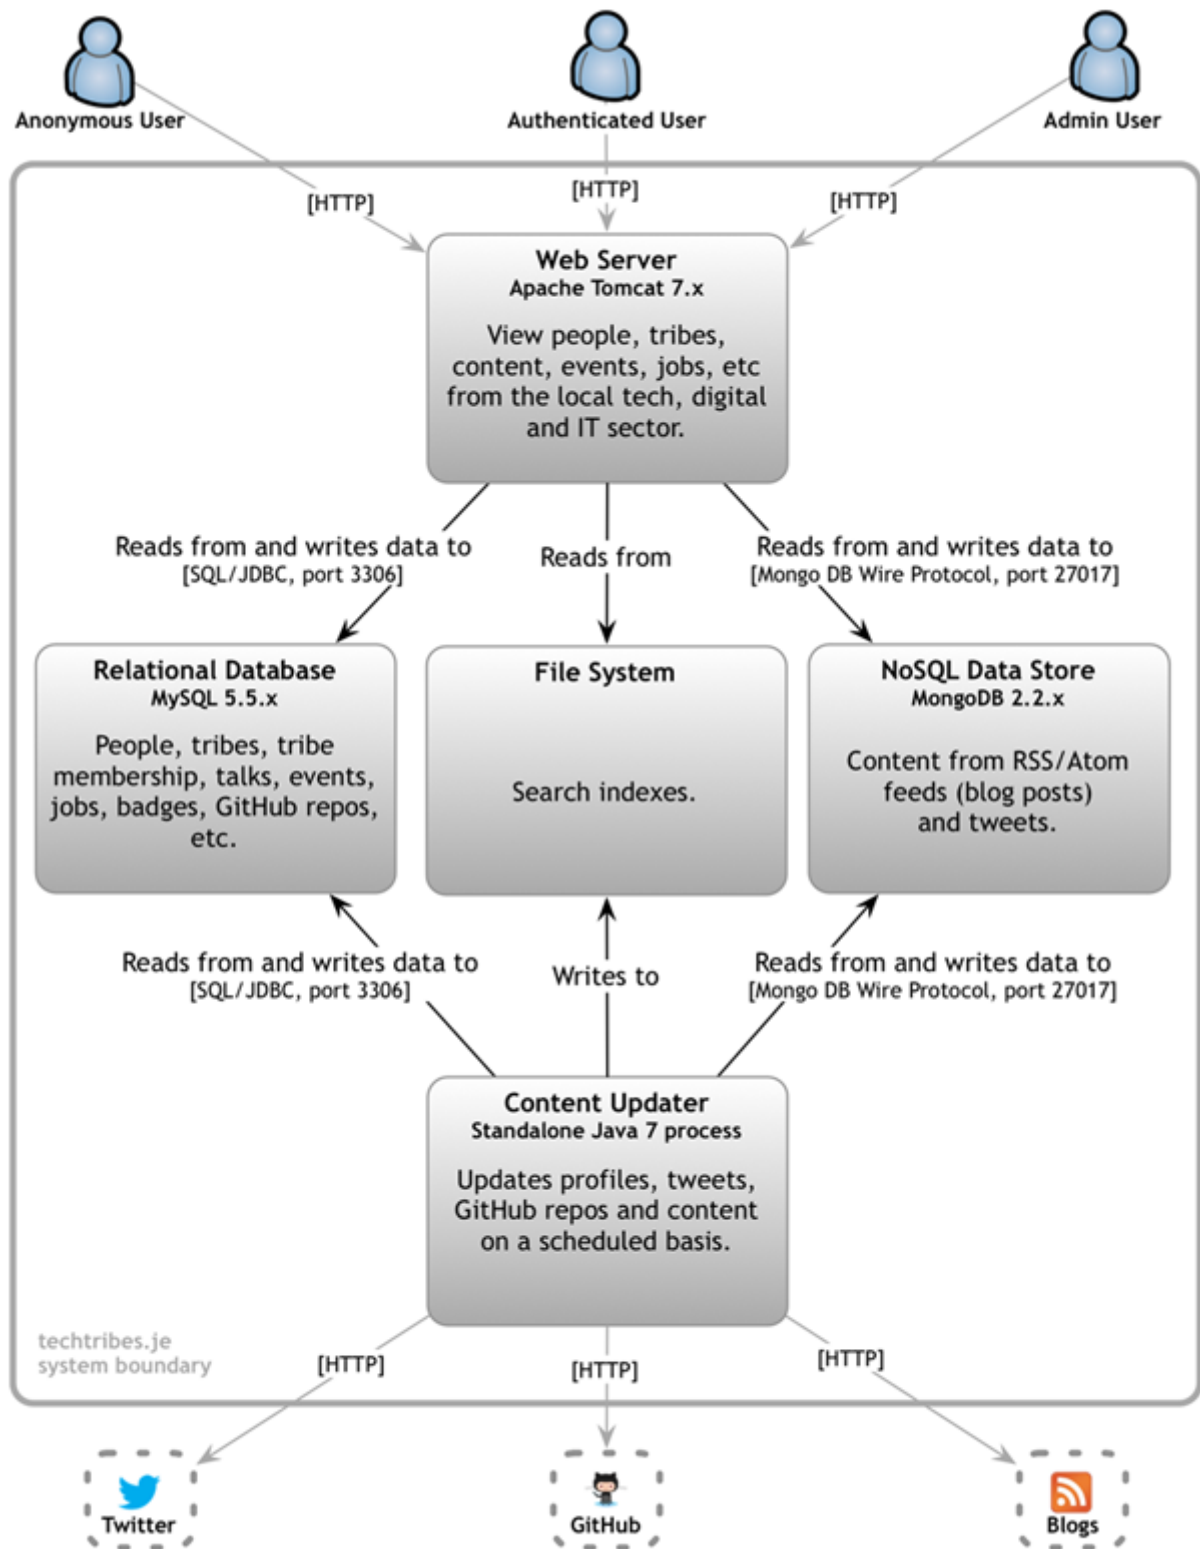 Anonymous User
Authenticated User
Admin User
[HTTP]
[HTTP]
[HTTP]
Web Server
Apache Tomcat 7.x
View people, tribes,
content, events, jobs, etc
from the local tech, digital
and IT sector.
Reads from and writes data to
[SQL/JDBC, port 3306]
Reads from
Reads from and writes data to
[Mongo DB Wire Protocol, port 27017]
Relational Database
MySQL 5.5.x
People, tribes, tribe
membership, talks, events,
jobs, badges, GitHub repos,
etc.
File System
Search indexes.
NoSQL Data Store
MongoDB 2.2.x
Content from RSS/Atom
feeds (blog posts)
and tweets.
Reads from and writes data to
[SQL/JDBC, port 3306]
Writes to
Reads from and writes data to
[Mongo DB Wire Protocol, port 27017]
Content Updater
Standalone Java 7 process
Updates profiles, tweets,
GitHub repos and content
on a scheduled basis.
techtribes.je
system boundary
[HTTP]
[HTTP]
[HTTP]
Twitter
GitHub
Blogs